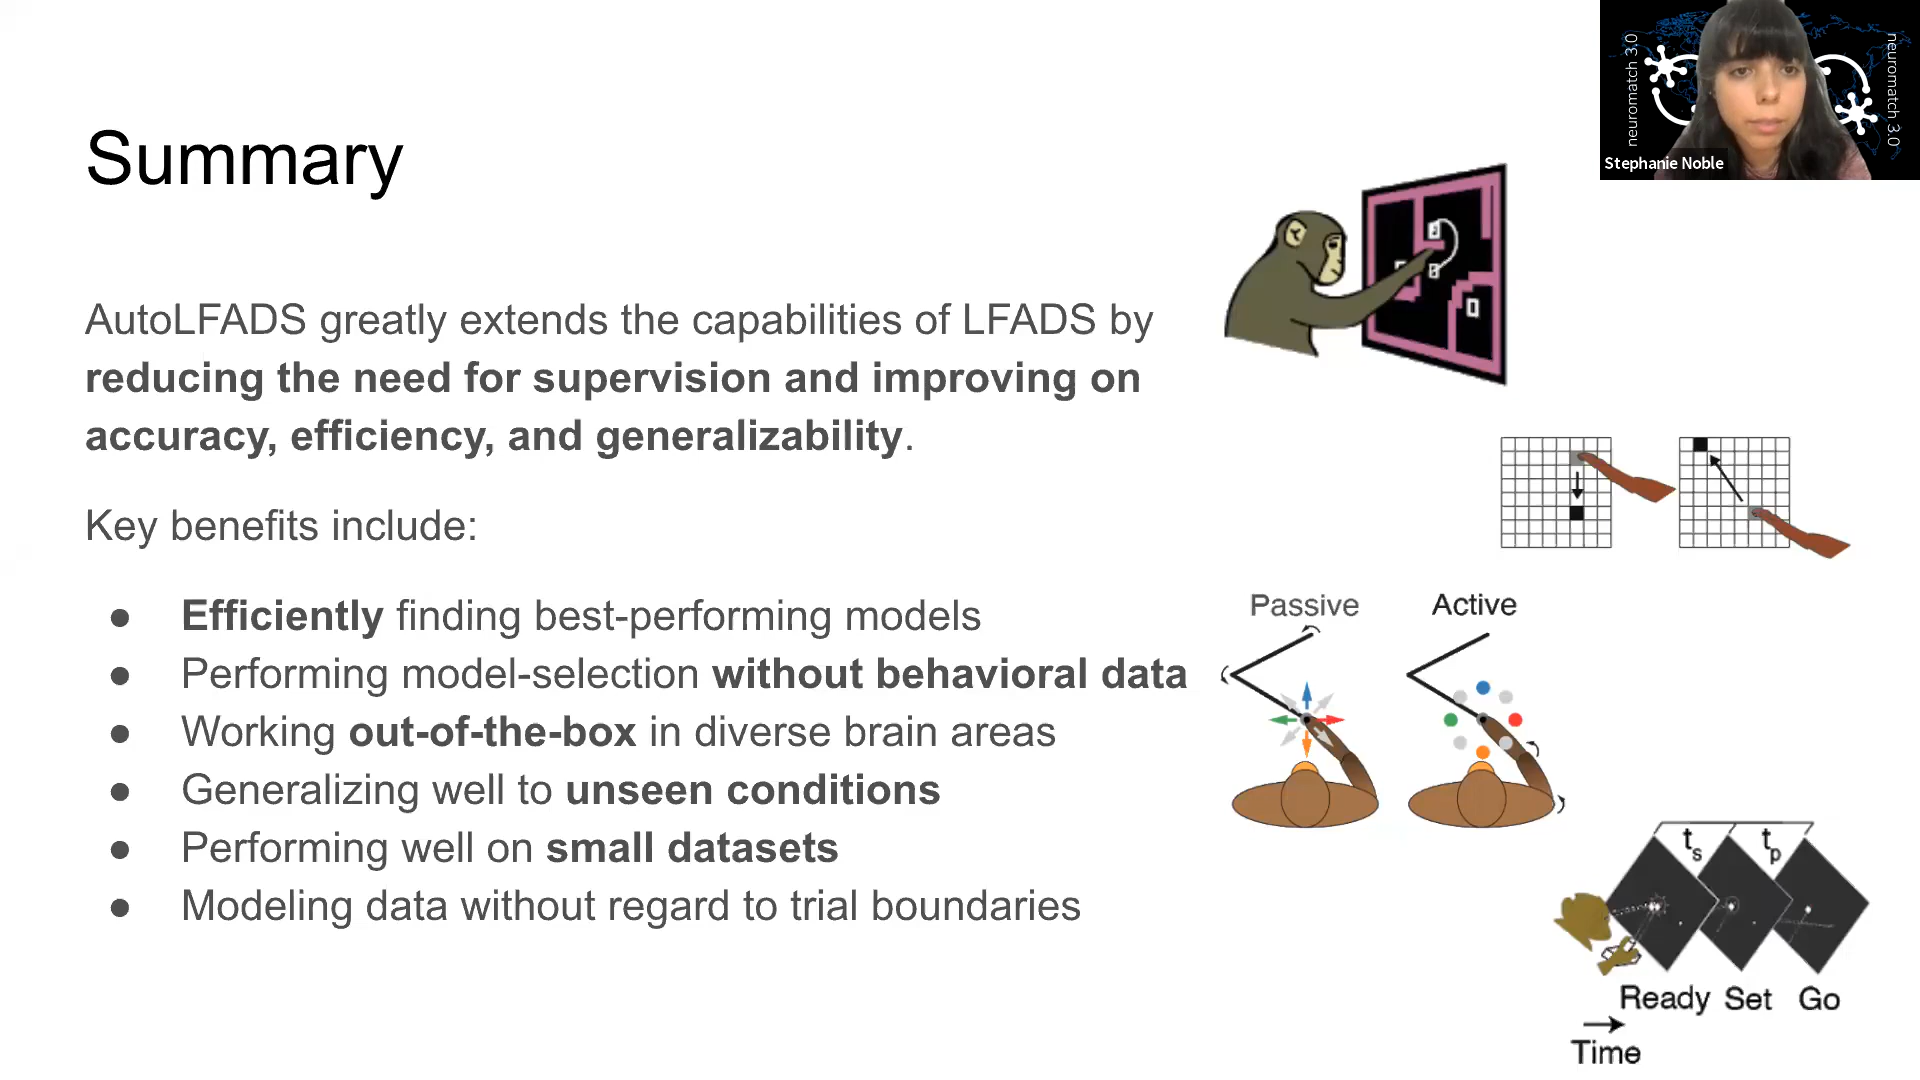 Summary
AutoLFADS greatly extends the capabilities of LFADS by
reducing the need for supervision and improving on
accuracy, efficiency, and generalizability.
Key benefits include:
● Efficiently finding best-performing models
● Performing model-selection without behavioral data
● Working out-of-the-box in diverse brain areas
● Generalizing well to unseen conditions
● Performing well on small datasets
● Modeling data without regard to trial boundaries
neuromatch 3.0
neuromatch 3.0
Stephanie Noble
Passive Active
ts tp
Ready Set Go
Time